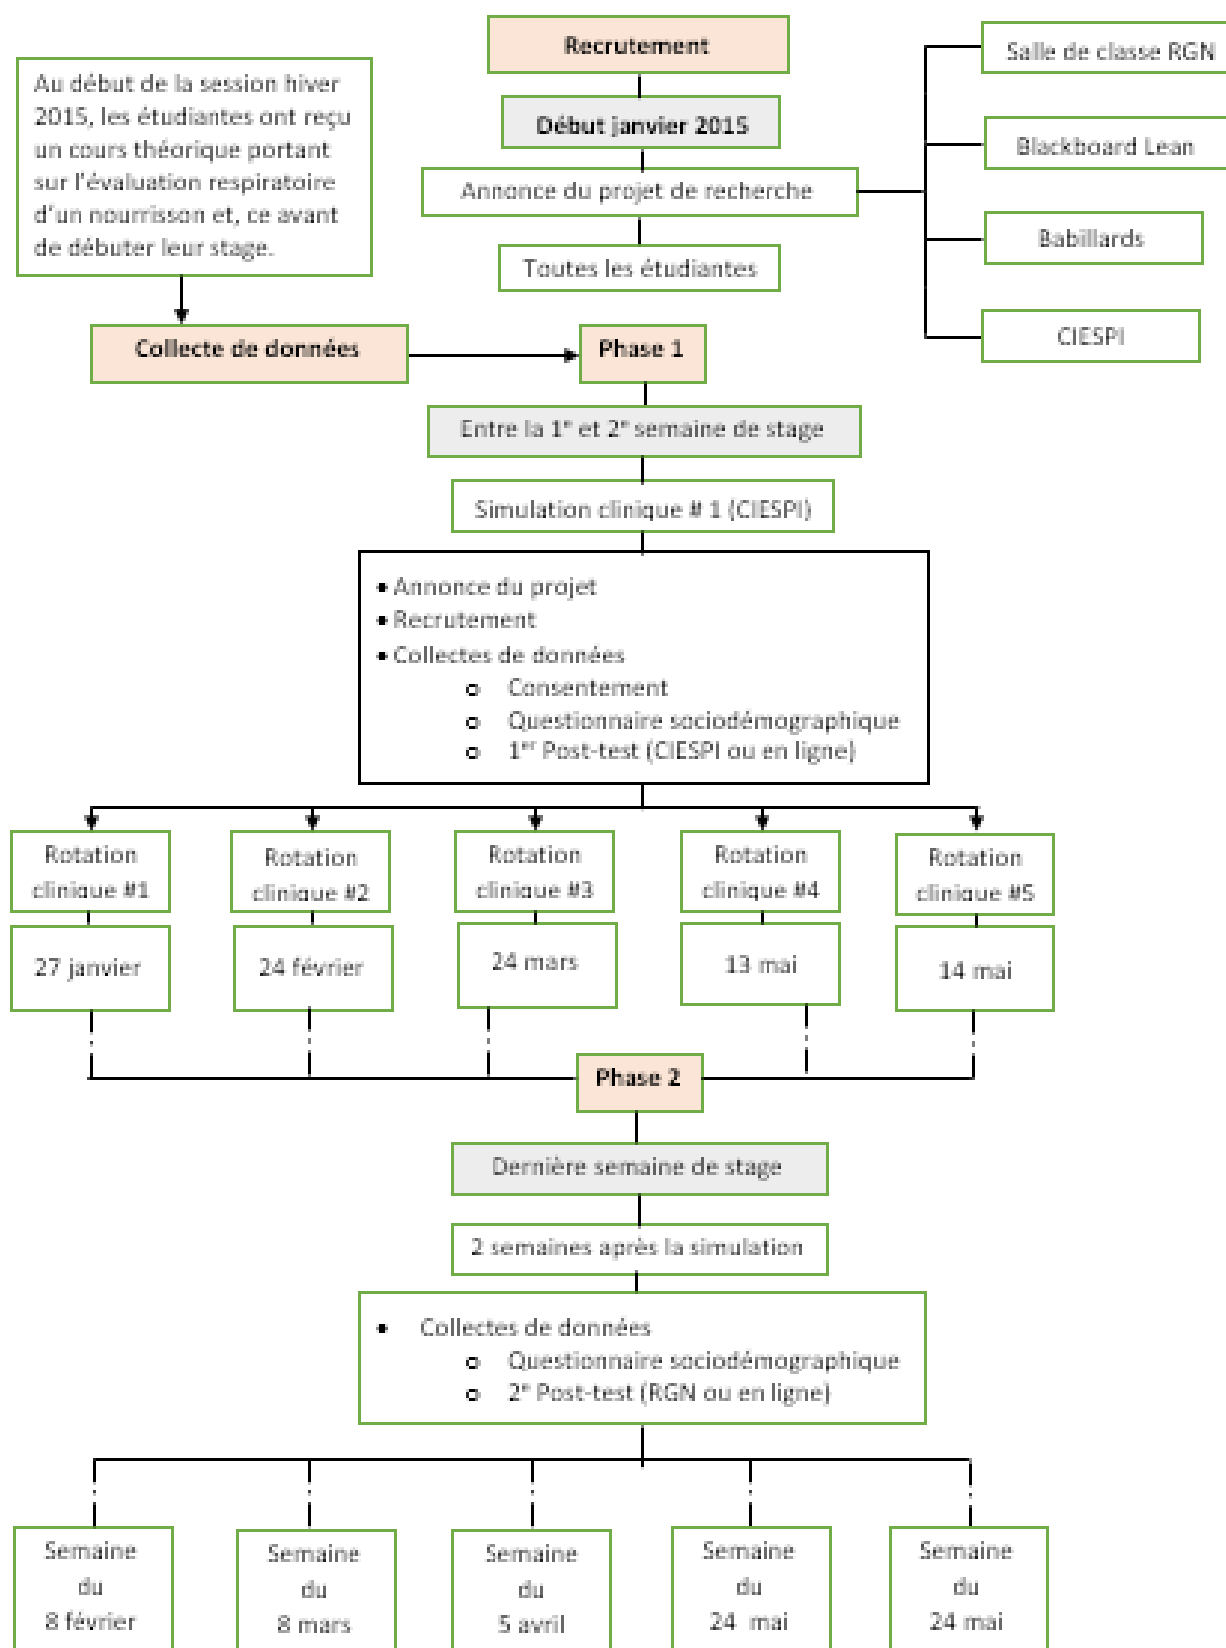 Recrutement
Début janvier 2015
Annonce du projet de recherche
Toutes les étudiantes
Salle de classe RGN
Blackboard Lean
Babillards
CIESPI
Au début de la session hiver
2015, les étudiantes ont reçu
un cours théorique portant
sur l'évaluation respiratoire
d'un nourrisson et, ce avant
de débuter leur stage.
Collecte de données
Phase 1
Entre la 1e et 2e semaine de stage
Simulation clinique # 1 (CIESPI)
• Annonce du projet
• Recrutement
• Collectes de données
o Consentement
o Questionnaire sociodémographique
o 1er Post-test (CIESPI ou en ligne)
Rotation
clinique #1
Rotation
clinique #2
Rotation
clinique #3
Rotation
clinique #4
Rotation
clinique #5
27 janvier
24 février
24 mars
13 mai
14 mai
Phase 2
Dernière semaine de stage
2 semaines après la simulation
• Collectes de données
o Questionnaire sociodémographique
o 2e Post-test (RGN ou en ligne)
Semaine
du
8 février
Semaine
du
8 mars
Semaine
du
5 avril
Semaine
du
24 mai
Semaine
du
24 mai